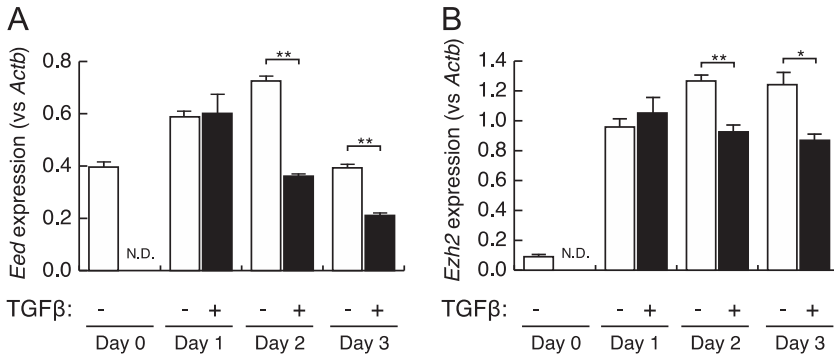 A
Eed expression (vs Actb)
0.8
0.6
0.4
0.2
0.0
N.D.
**
**
TGFβ: - - + - + - +
Day 0 Day 1 Day 2 Day 3
B
Ezh2 expression (vs Actb)
1.4
1.2
1.0
0.8
0.6
0.4
0.2
0.0
N.D.
**
*
TGFβ: - - + - + - +
Day 0 Day 1 Day 2 Day 3